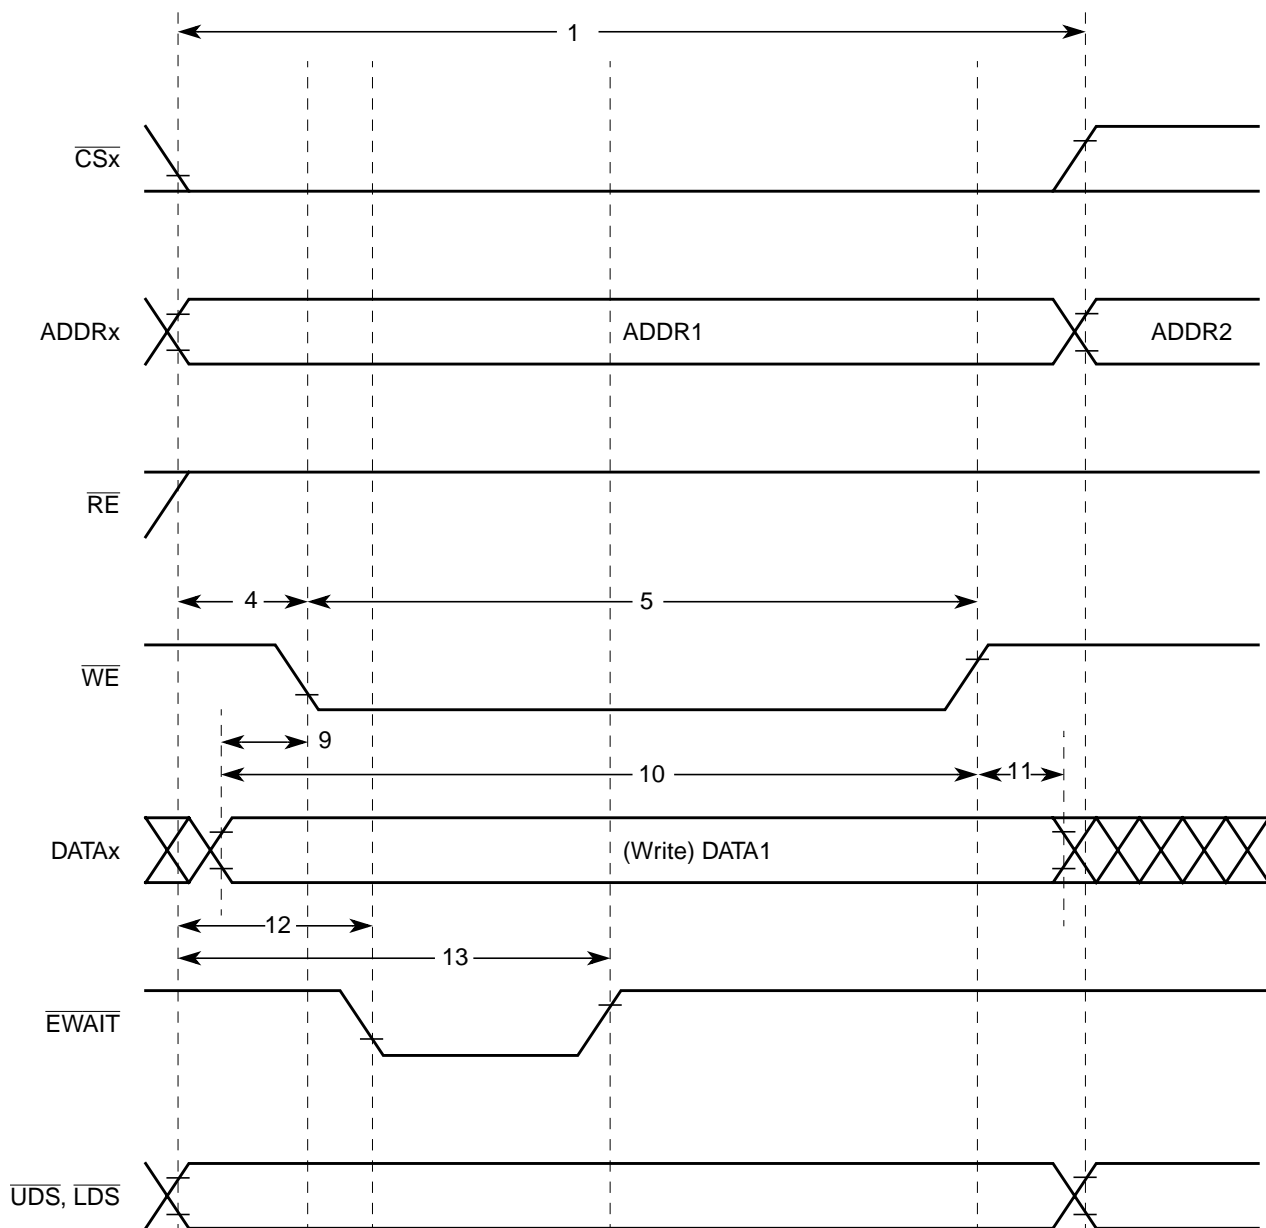 1
CSx
ADDRx
ADDR1
ADDR2
RE
4
5
WE
9
10
11
DATAx
(Write) DATA1
12
13
EWAIT
UDS, LDS